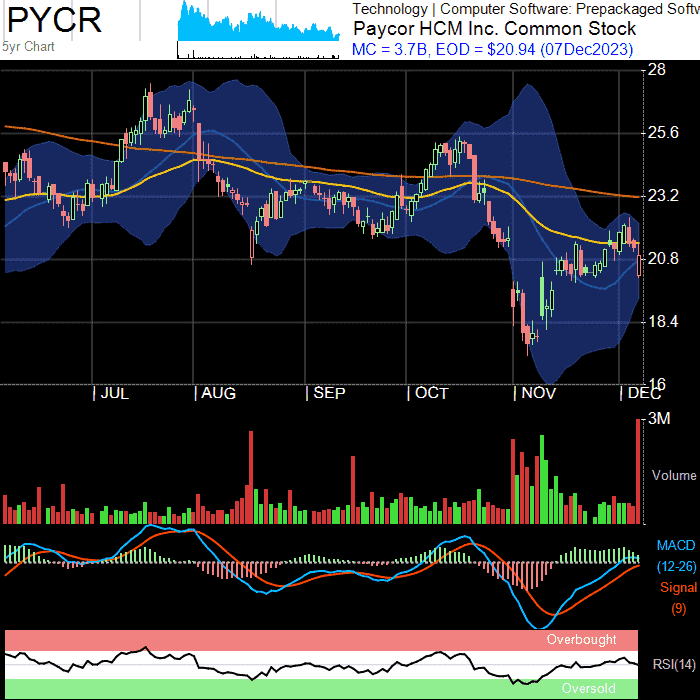 PYCR
5yr Chart
Technology | Computer Software: Prepackaged Softw
Paycor HCM Inc. Common Stock
MC = 3.7B, EOD = $20.94 (07Dec2023)
28
25.6
23.2
20.8
18.4
16
JUL AUG SEP OCT NOV DEC
3M
Volume
MACD
(12-26)
Signal
(9)
Overbought
RSI(14)
Oversold